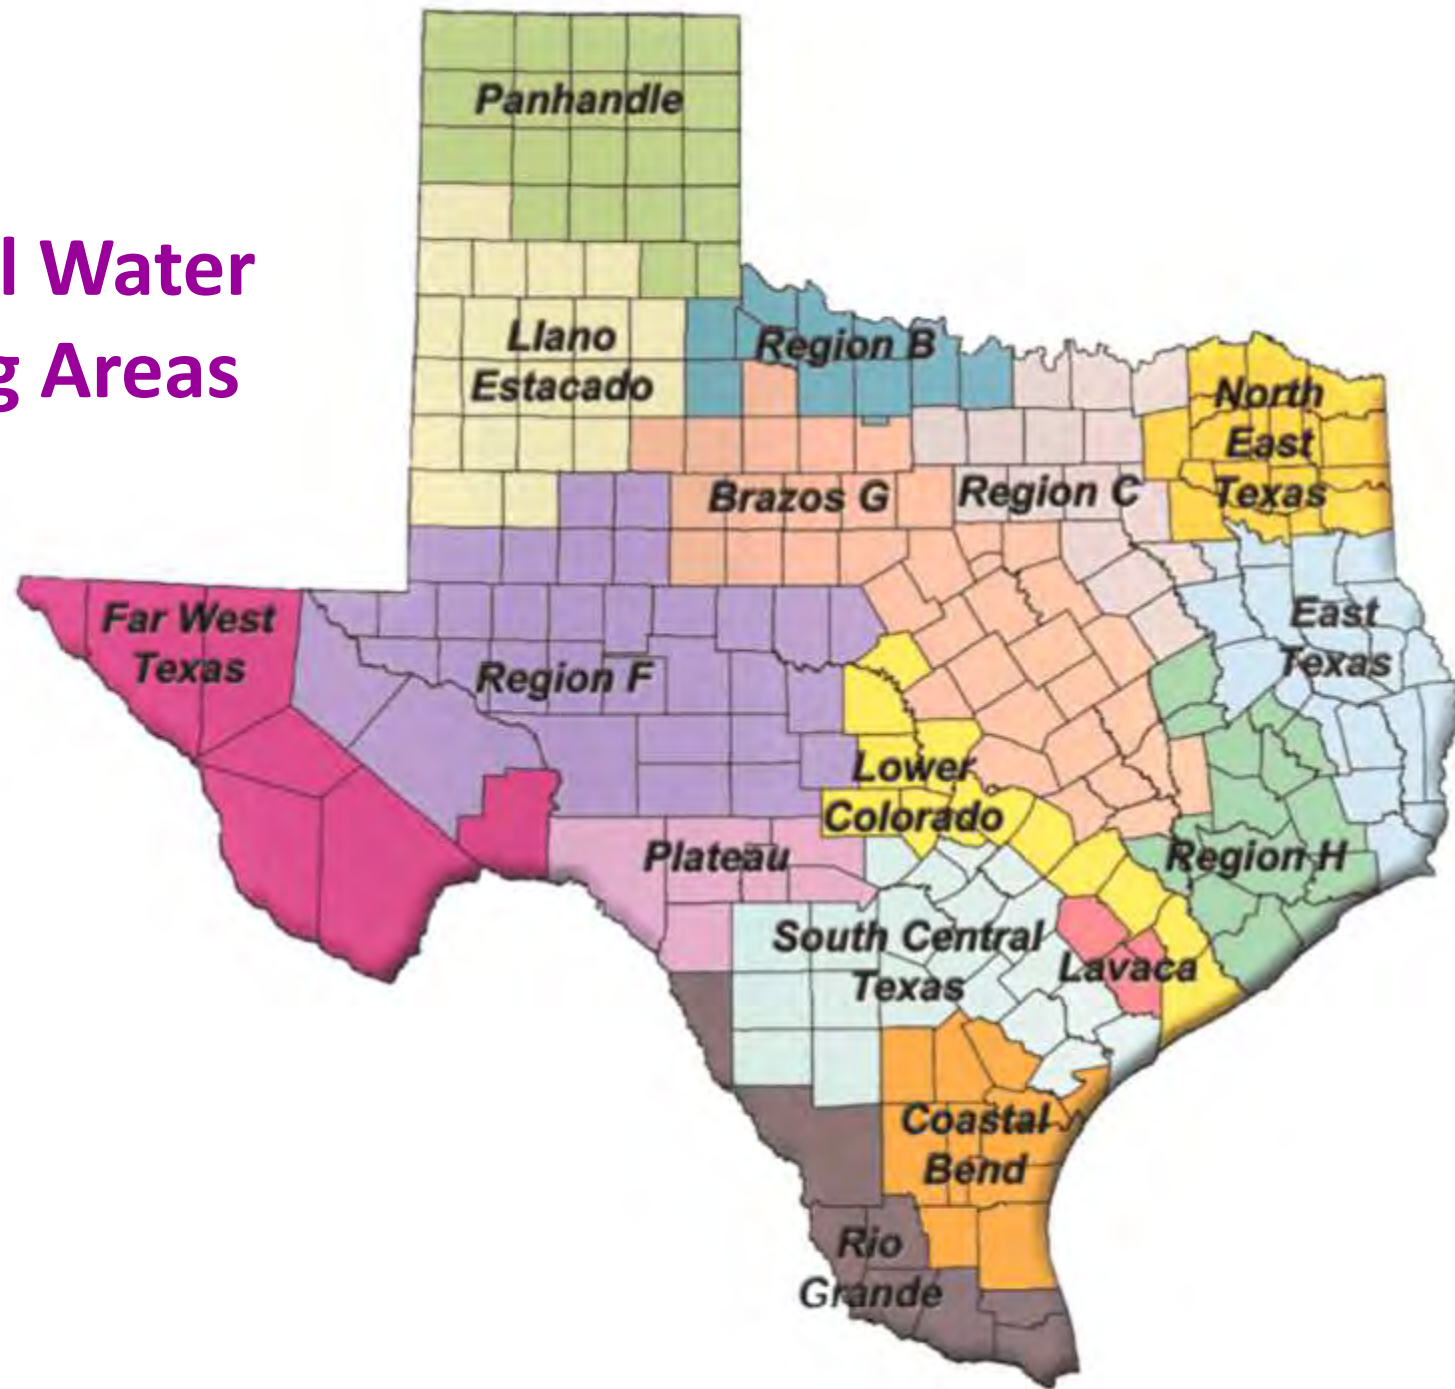 l Water
g Areas
Panhandle
Llano
Estacado
Region B
North
East
Texas
Brazos G
Region C
Far West
Texas
Region F
East
Texas
Lower
Colorado
Plateau
Region H
South Central
Texas
Lavaca
Coastal
Bend
Rio
Grande